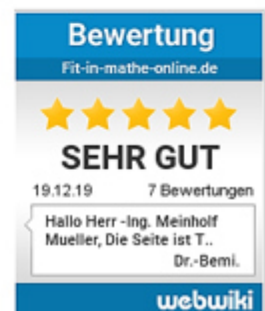 Bewertung
Fit-in-mathe-online.de
SEHR GUT
19.12.19 7 Bewertungen
Hallo Herr -Ing. Meinholf
Mueller, Die Seite ist T..
Dr.-Bemi.
webwiki